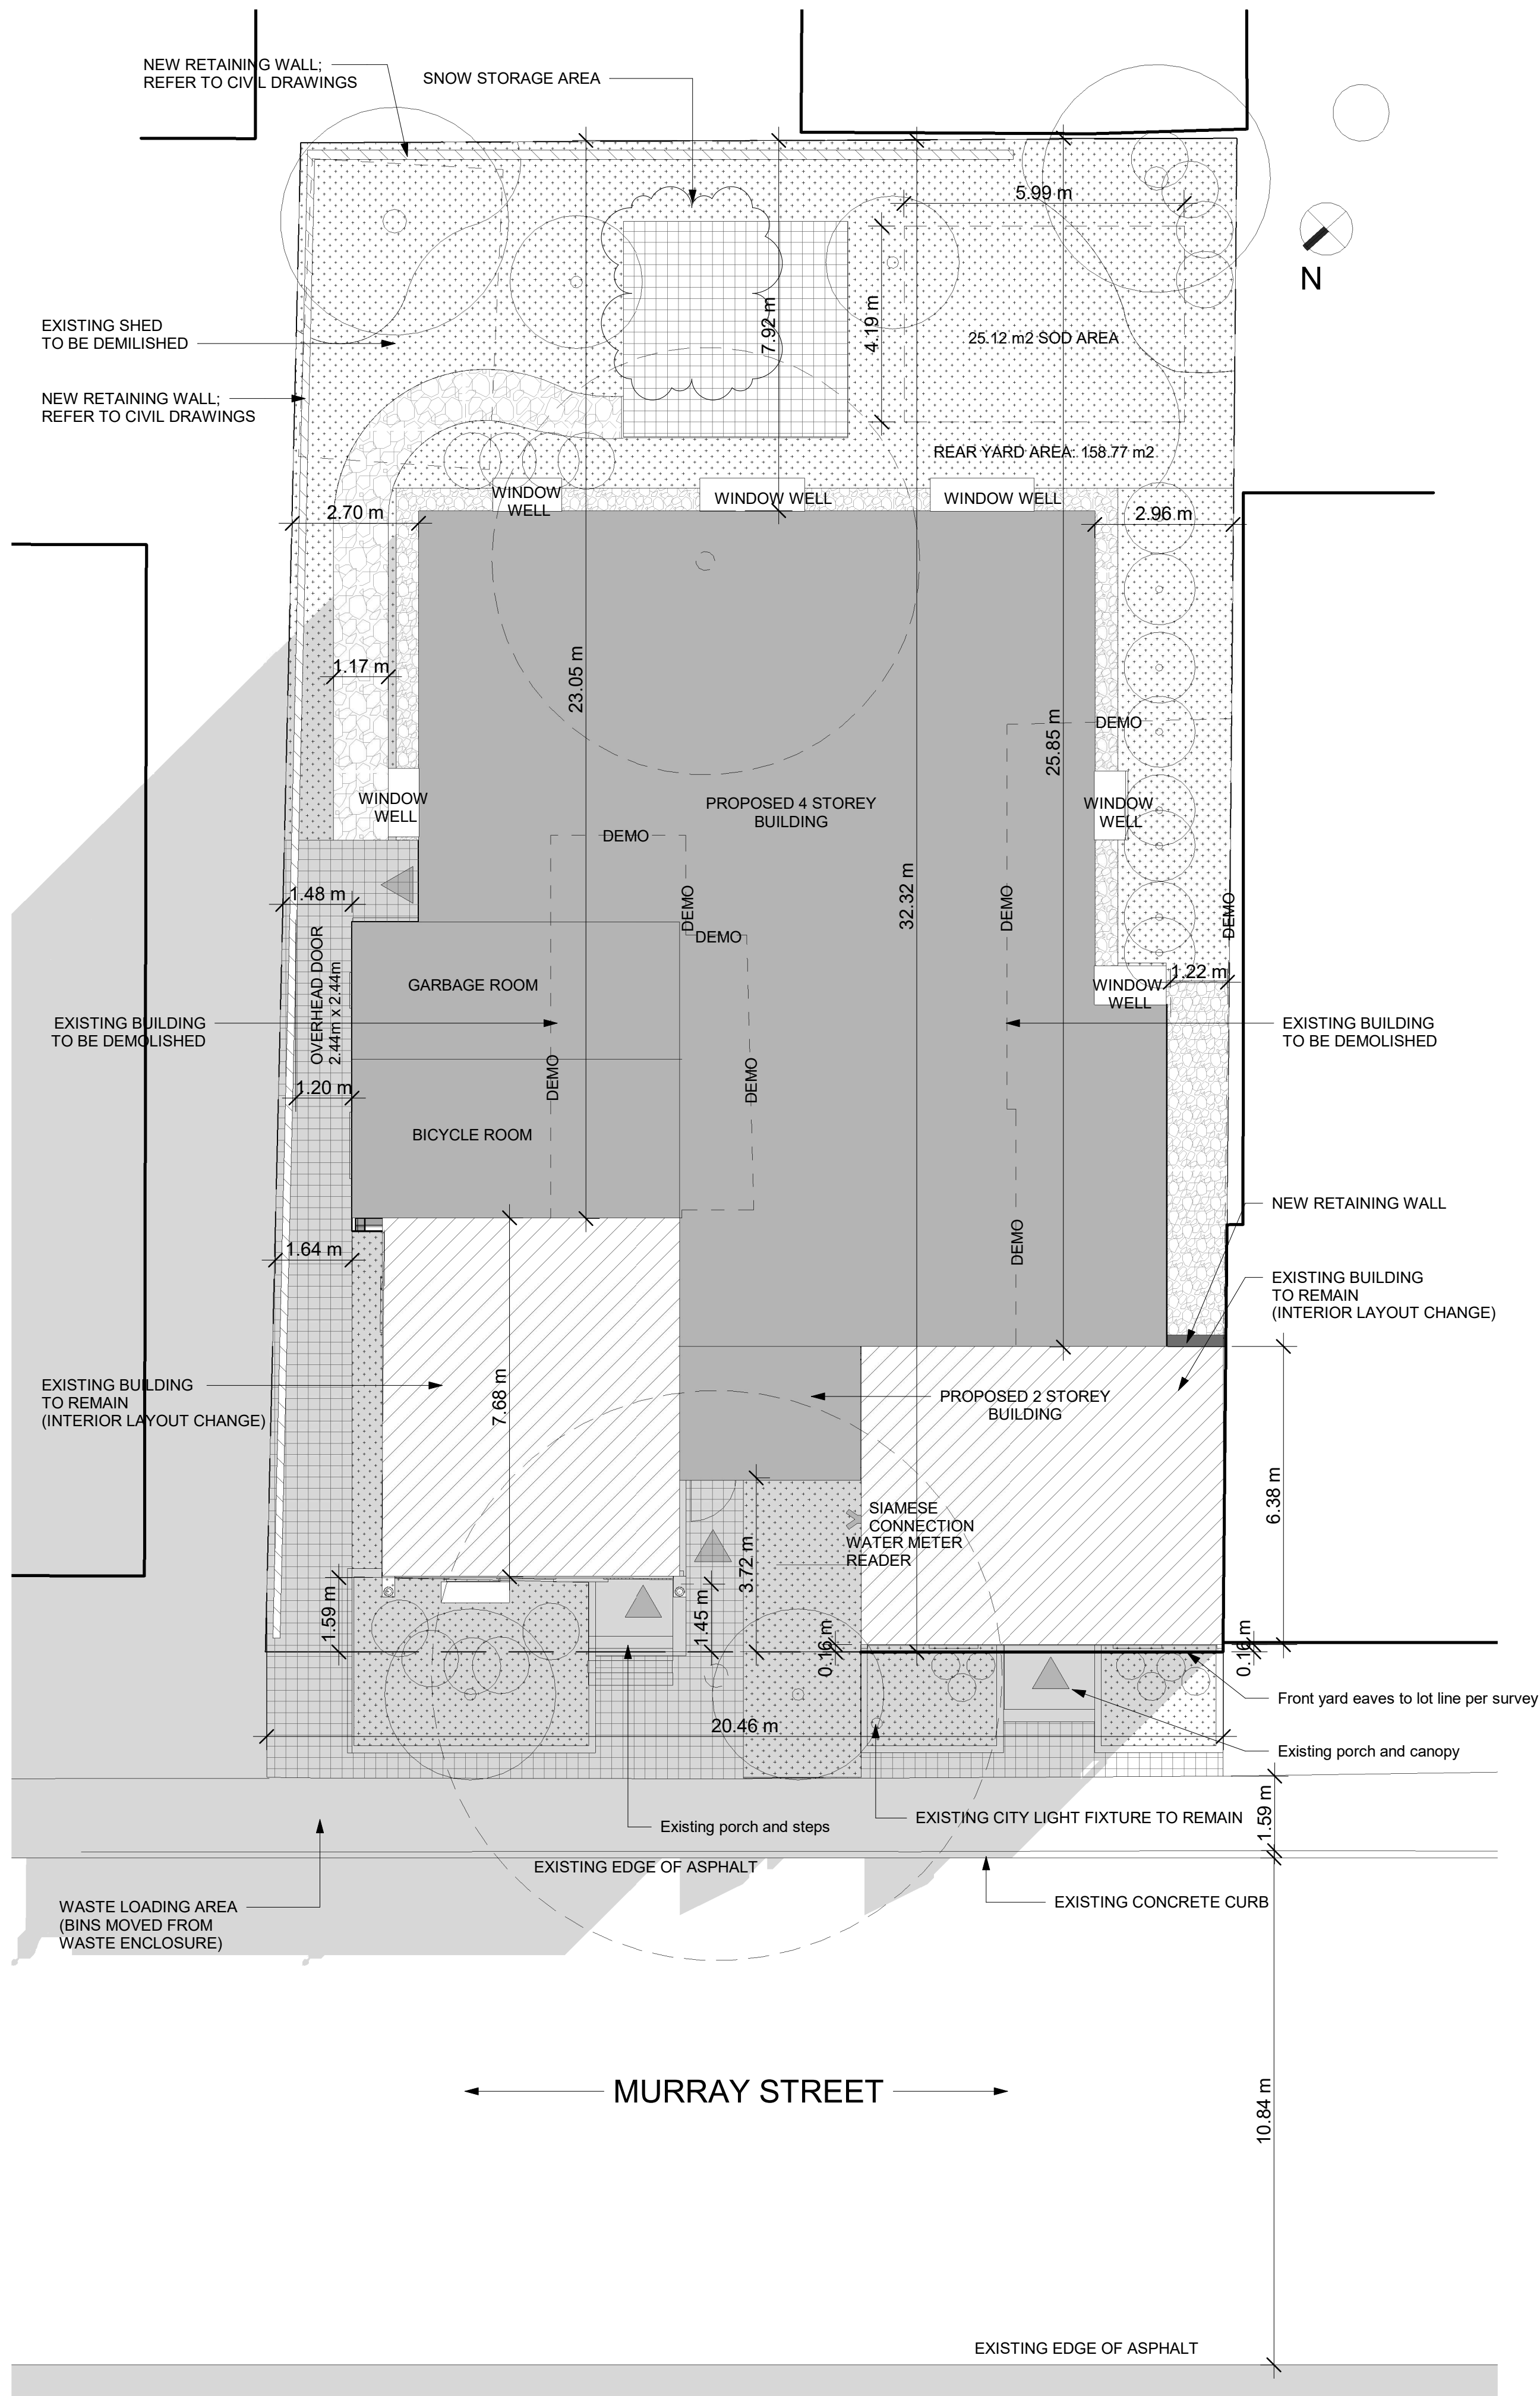 NEW RETAINING WALL;
REFER TO CIVIL DRAWINGS
SNOW STORAGE AREA
5.99 m
N
7.92 m
4.19 m
EXISTING SHED
TO BE DEMILISHED
25.12 m2 SOD AREA
NEW RETAINING WALL;
REFER TO CIVIL DRAWINGS
REAR YARD AREA: 158.77 m2
WINDOW
WELL
WINDOW WELL
WINDOW WELL
2.70 m
2.96 m
1.17 m
23.05 m
25.85 m
DEMO
WINDOW
WELL
PROPOSED 4 STOREY
BUILDING
WINDOW
WELL
DEMO
1.48 m
DEMO
32.32 m
DEMO
DEMO
DEMO
OVERHEAD DOOR
2.44m x 2.44m
GARBAGE ROOM
1.22 m
WINDOW
WELL
EXISTING BUILDING
TO BE DEMOLISHED
EXISTING BUILDING
TO BE DEMOLISHED
1.20 m
DEMO
DEMO
BICYCLE ROOM
NEW RETAINING WALL
1.64 m
DEMO
EXISTING BUILDING
TO REMAIN
(INTERIOR LAYOUT CHANGE)
EXISTING BUILDING
TO REMAIN
(INTERIOR LAYOUT CHANGE)
7.68 m
PROPOSED 2 STOREY
BUILDING
6.38 m
SIAMESE
CONNECTION
WATER METER
READER
3.72 m
1.59 m
1.45 m
0.16 m
0.16 m
Front yard eaves to lot line per survey
20.46 m
Existing porch and canopy
EXISTING CITY LIGHT FIXTURE TO REMAIN
1.59 m
Existing porch and steps
EXISTING EDGE OF ASPHALT
WASTE LOADING AREA
(BINS MOVED FROM
WASTE ENCLOSURE)
EXISTING CONCRETE CURB
MURRAY STREET
10.84 m
EXISTING EDGE OF ASPHALT